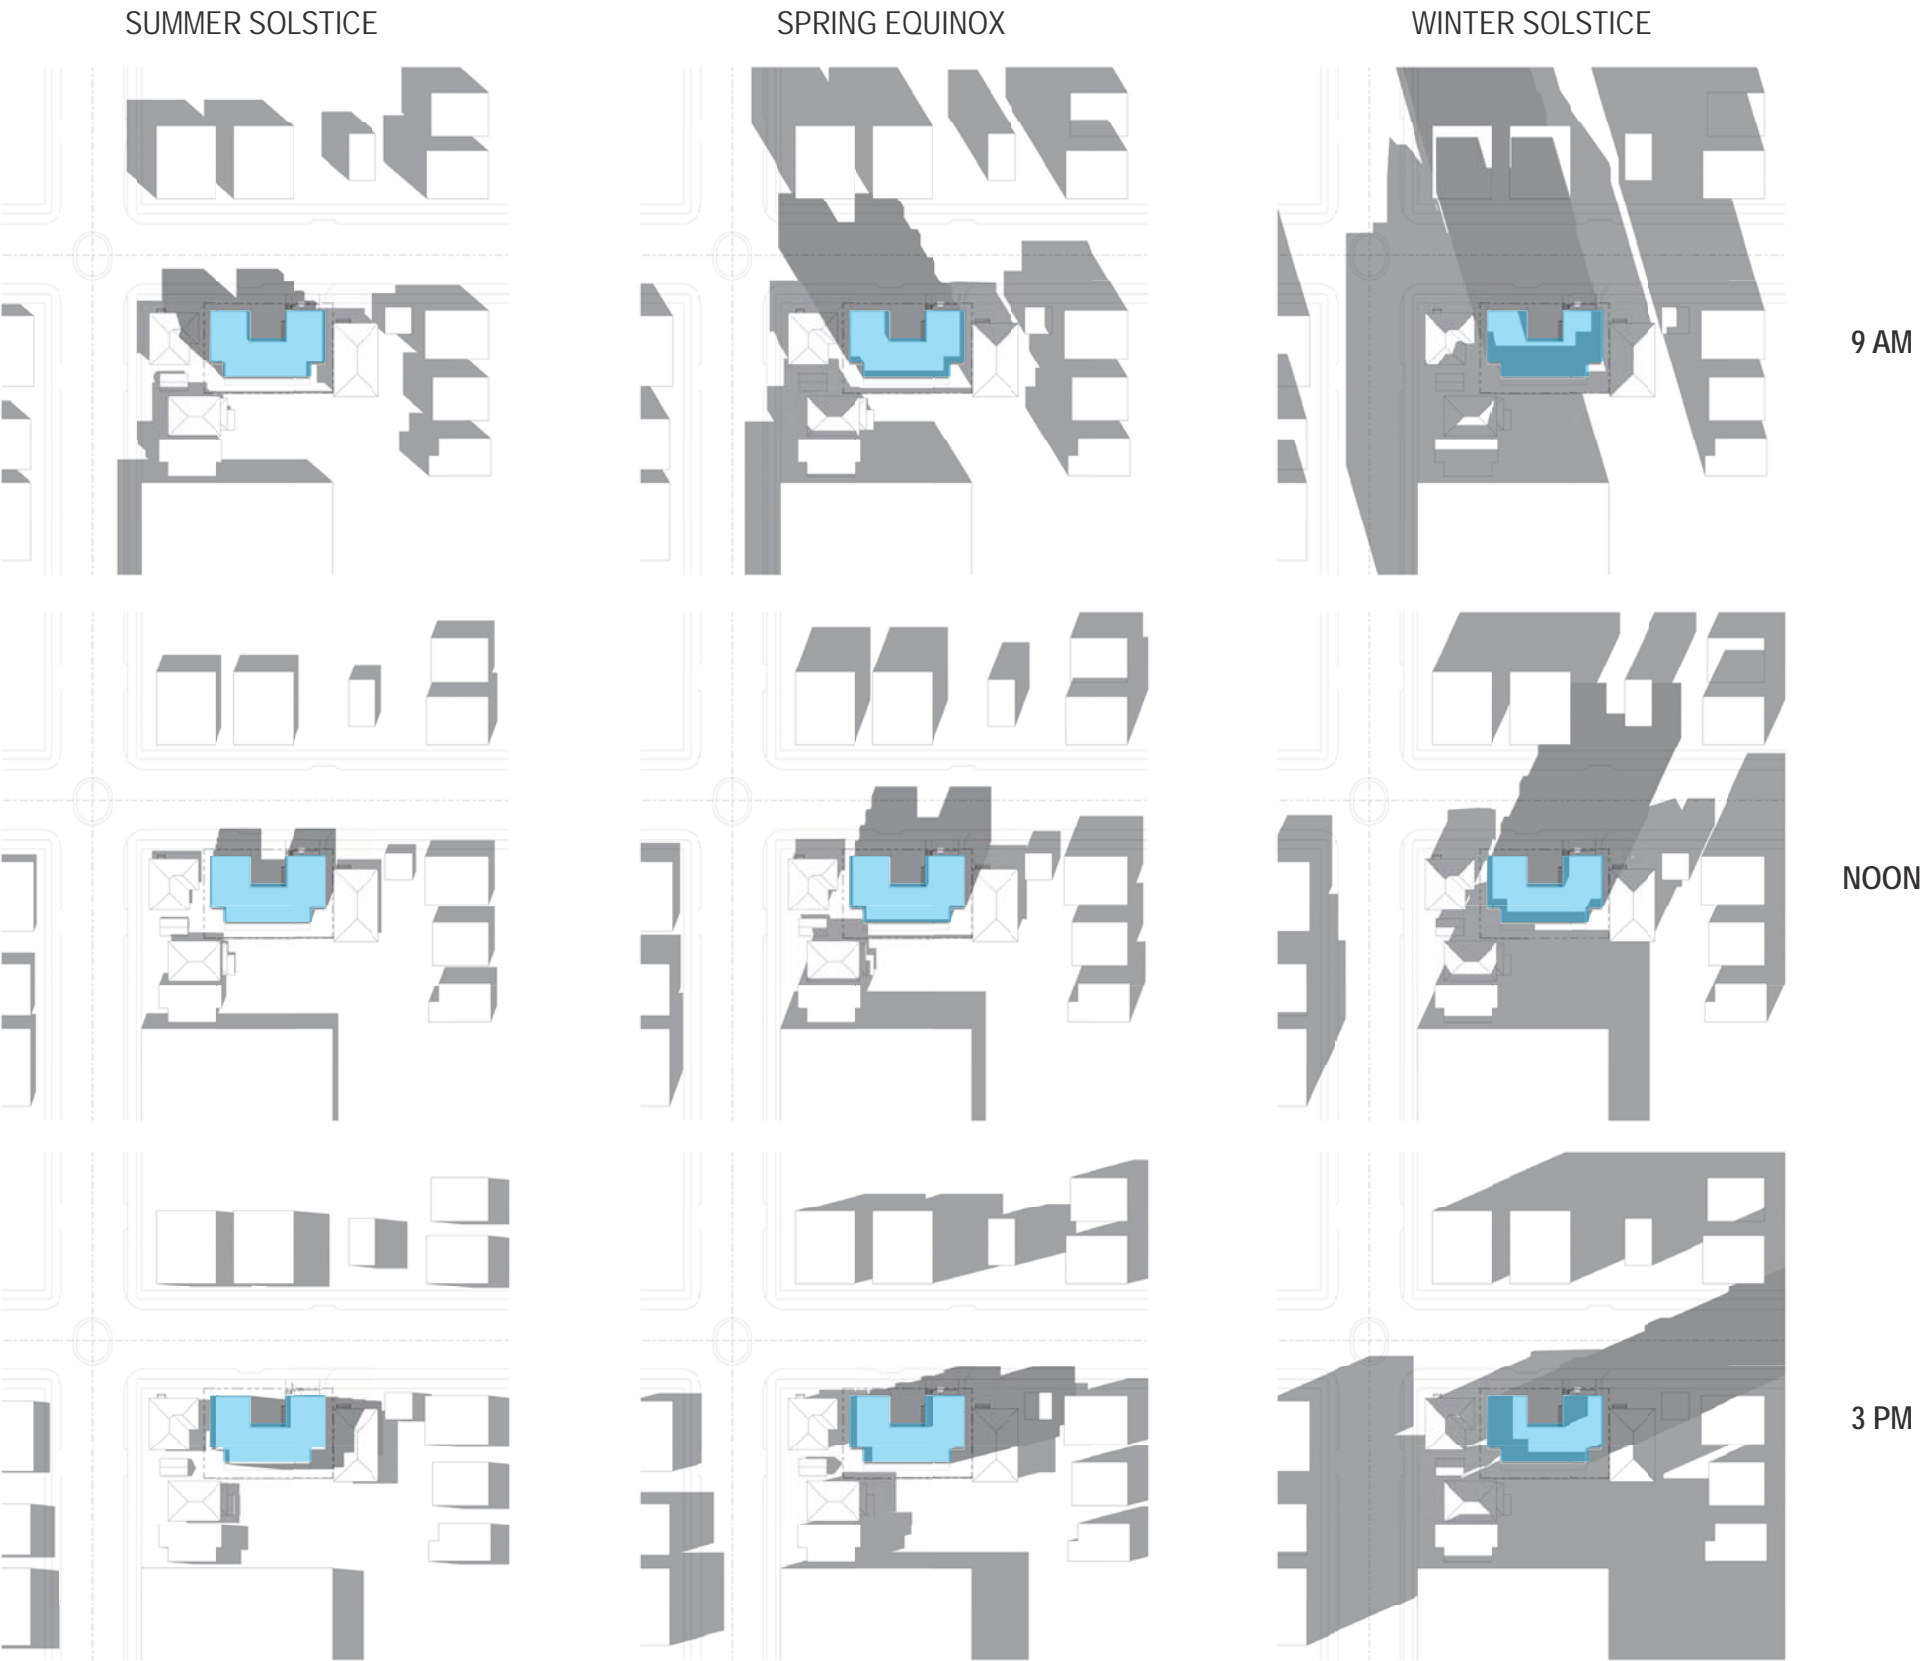 SUMMER SOLSTICE
SPRING EQUINOX
WINTER SOLSTICE
9 AM
NOON
3 PM